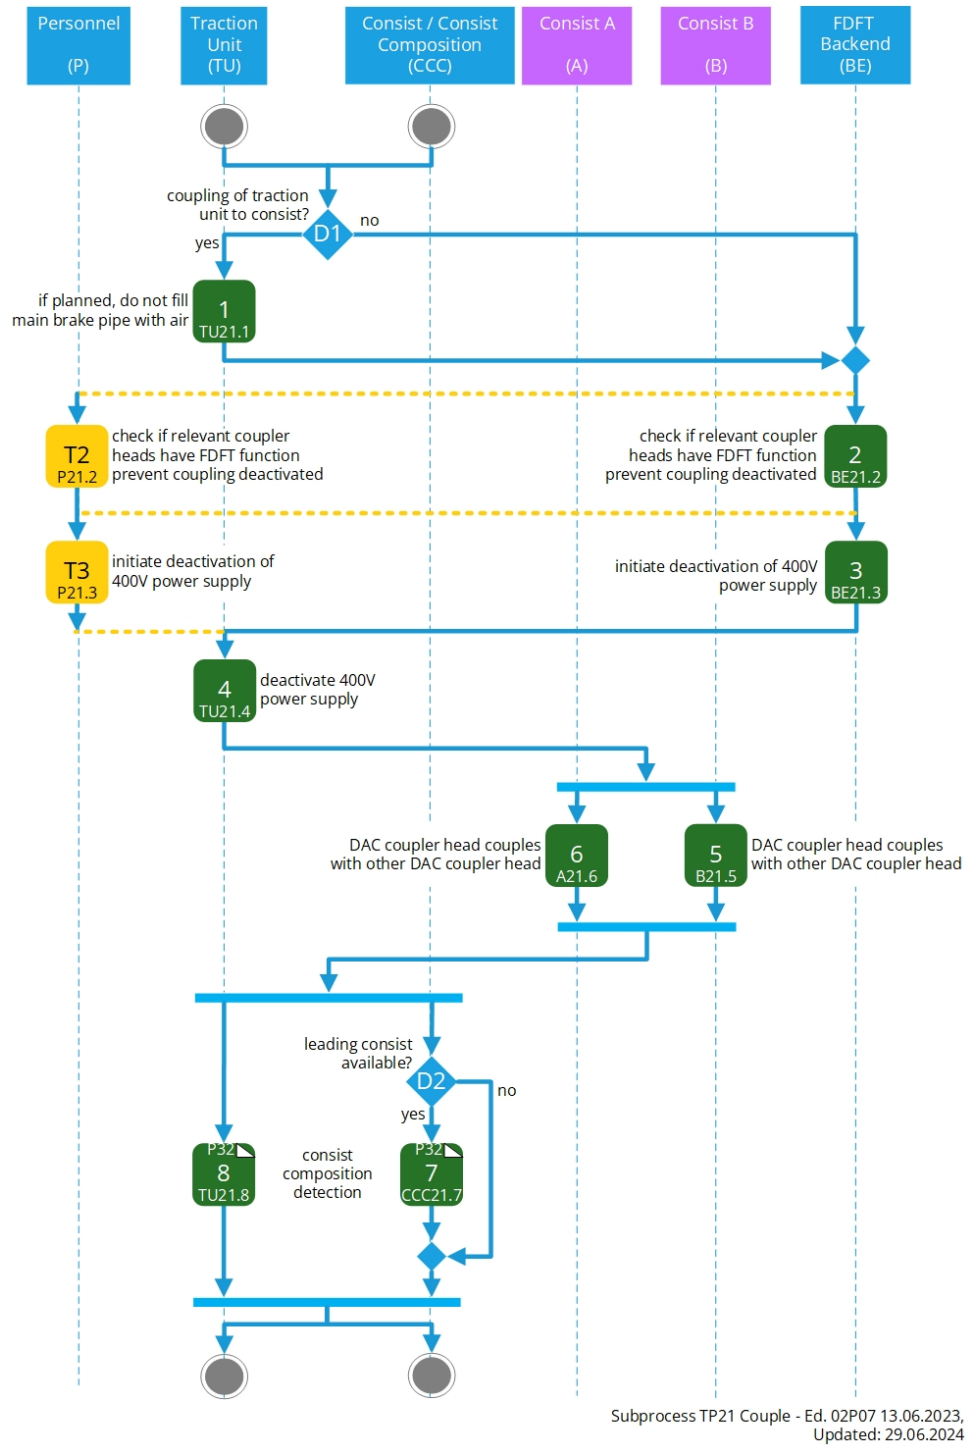 Personnel
(P)
Traction
Unit
(TU)
Consist / Consist
Composition
(CCC)
Consist A
(A)
Consist B
(B)
FDFT
Backend
(BE)
coupling of traction
unit to consist?
D1
no
yes
if planned, do not fill
main brake pipe with air
1
TU21.1
T2
P21.2
check if relevant coupler
heads have FDFT function
prevent coupling deactivated
check if relevant coupler
heads have FDFT function
prevent coupling deactivated
2
BE21.2
T3
P21.3
initiate deactivation of
400V power supply
initiate deactivation of 400V
power supply
3
BE21.3
4
TU21.4
deactivate 400V
power supply
DAC coupler head couples
with other DAC coupler head
6
A21.6
5
B21.5
DAC coupler head couples
with other DAC coupler head
leading consist
available?
D2
no
yes
P32
8
TU21.8
consist
composition
detection
P32
7
CCC21.7
Subprocess TP21 Couple - Ed. 02P07 13.06.2023,
Updated: 29.06.2024